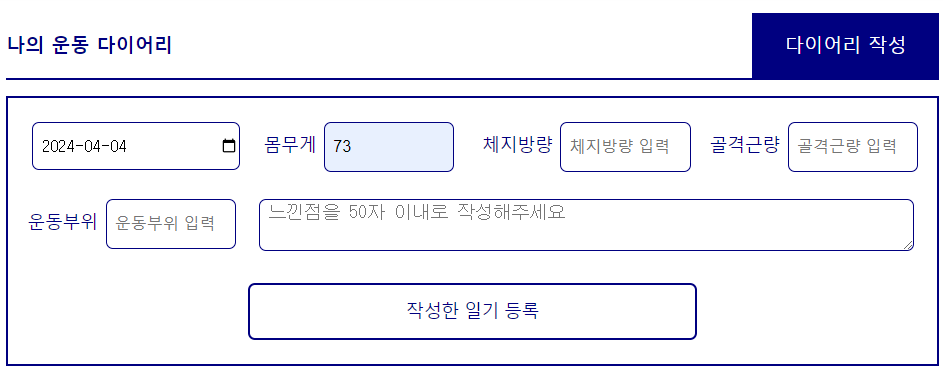 나의 운동 다이어리
다이어리 작성
2024-04-04 몸무게 73 체지방량 체지방량 입력 골격근량 골격근량 입력
운동부위 운동부위 입력 느낀점을 50자 이내로 작성해주세요
작성한 일기 등록